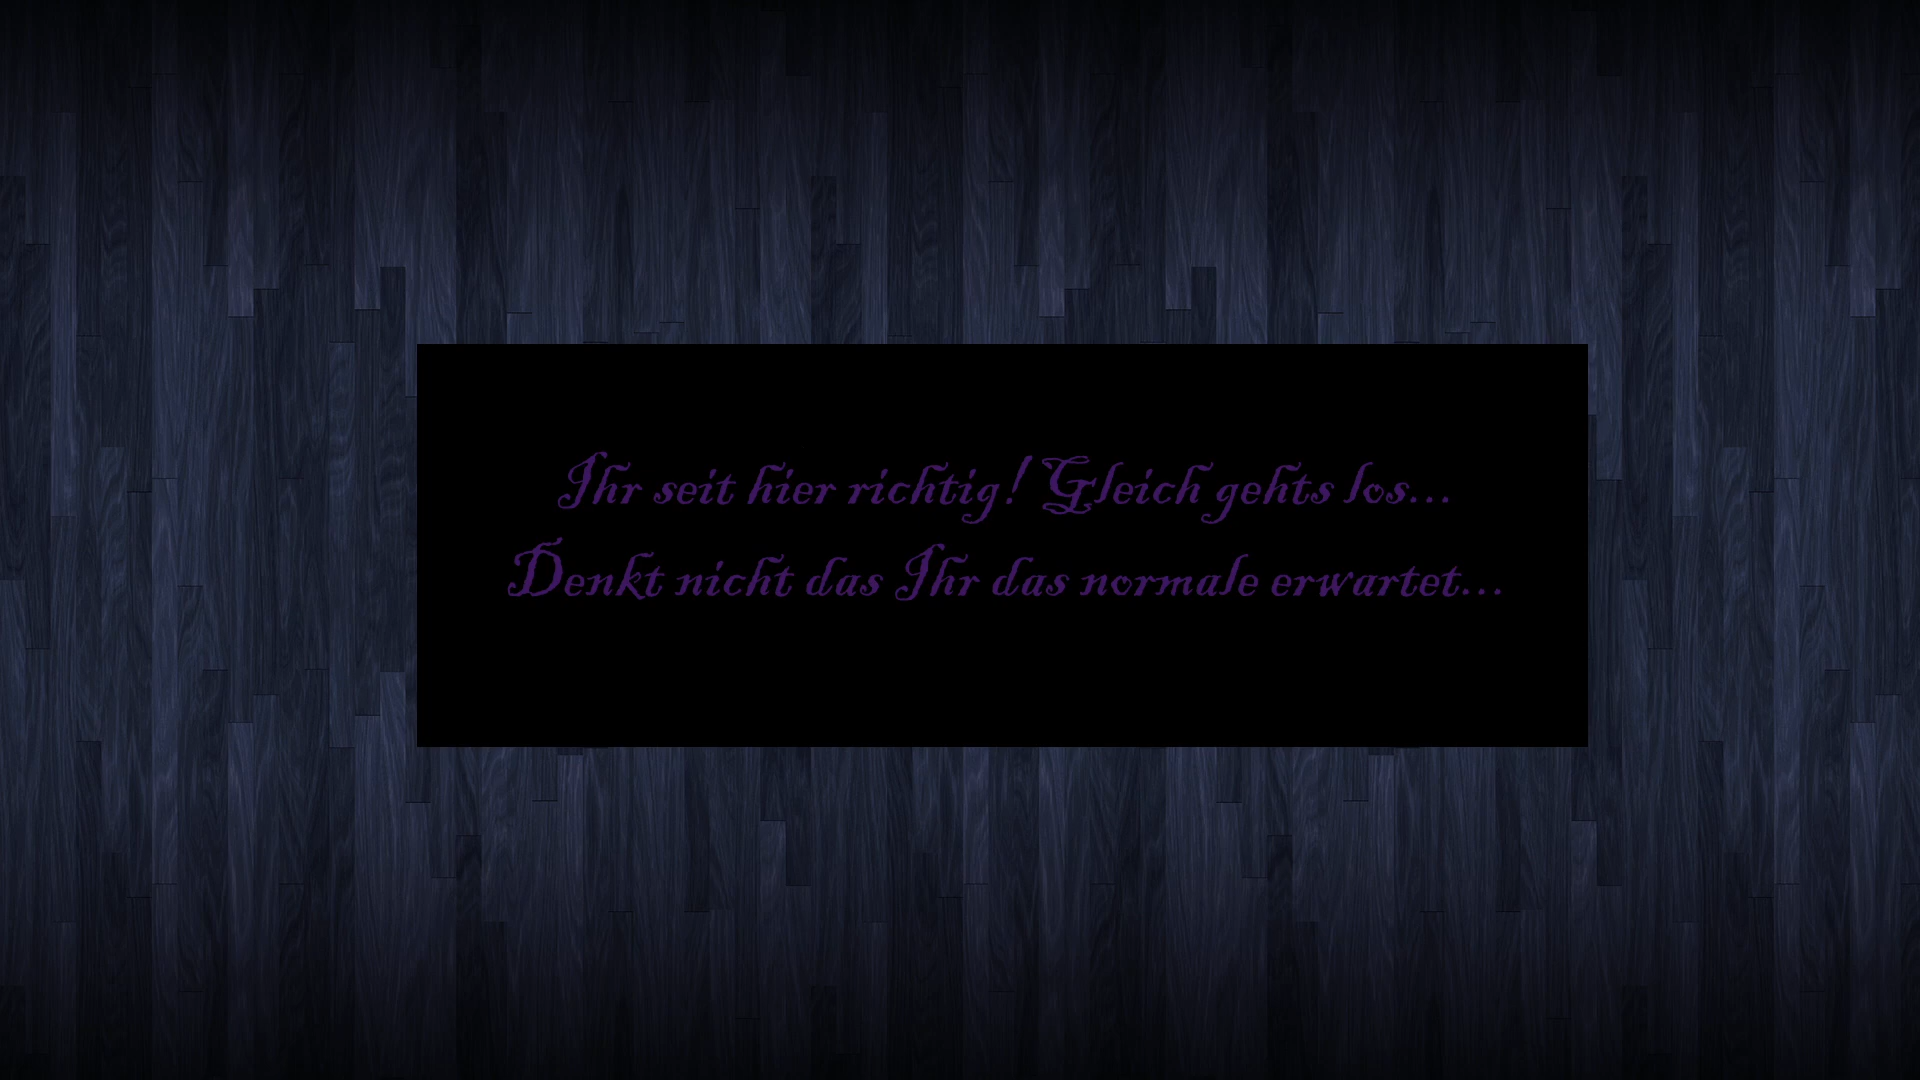 Ihr seit hier richtig! Gleich gehts los...
Denkt nicht das Ihr das normale erwartet...